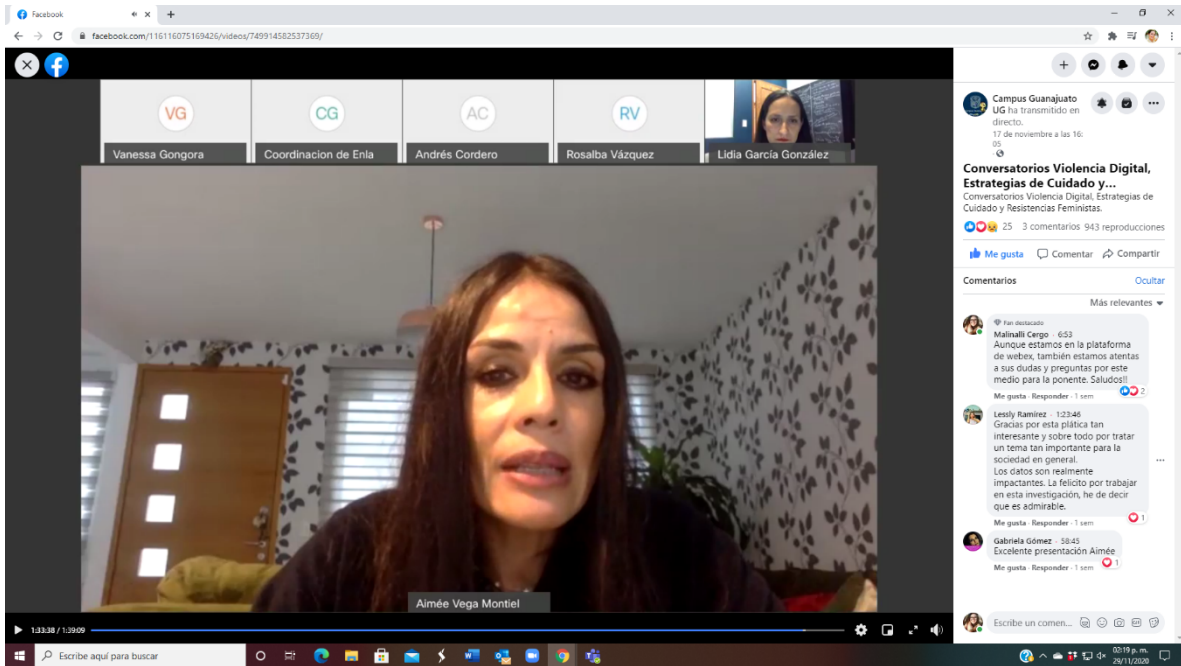 Facebook
facebook.com/116116075169426/videos/749914582537369/
VG
CG
AC
RV
Vanessa Gongora
Coordinacion de Enla
Andrés Cordero
Rosalba Vázquez
Lidia García González
Aimée Vega Montiel
1:33:38 / 1:39:09
Campus Guanajuato
UG ha transmitido en
directo.
17 de noviembre a las 16:
05
Conversatorios Violencia Digital,
Estrategias de Cuidado y...
Conversatorios Violencia Digital, Estrategias de
Cuidado y Resistencias Feministas.
25 3 comentarios 943 reproducciones
Me gusta Comentar Compartir
Comentarios Ocultar
Más relevantes
Fan destacado
Malinalli Cergo · 6:53
Aunque estamos en la plataforma
de webex, también estamos atentas
a sus dudas y preguntas por este
medio para la ponente. Saludos!!
2
Me gusta · Responder · 1 sem
Lessly Ramírez · 1:23:46
Gracias por esta plática tan
interesante y sobre todo por tratar
un tema tan importante para la
sociedad en general.
Los datos son realmente
impactantes. La felicito por trabajar
en esta investigación, he de decir
que es admirable.
1
Me gusta · Responder · 1 sem
Gabriela Gómez · 58:45
Excelente presentación Aimée
1
Me gusta · Responder · 1 sem
Escribe un comen...
Escribe aquí para buscar
02:19 p. m.
29/11/2020